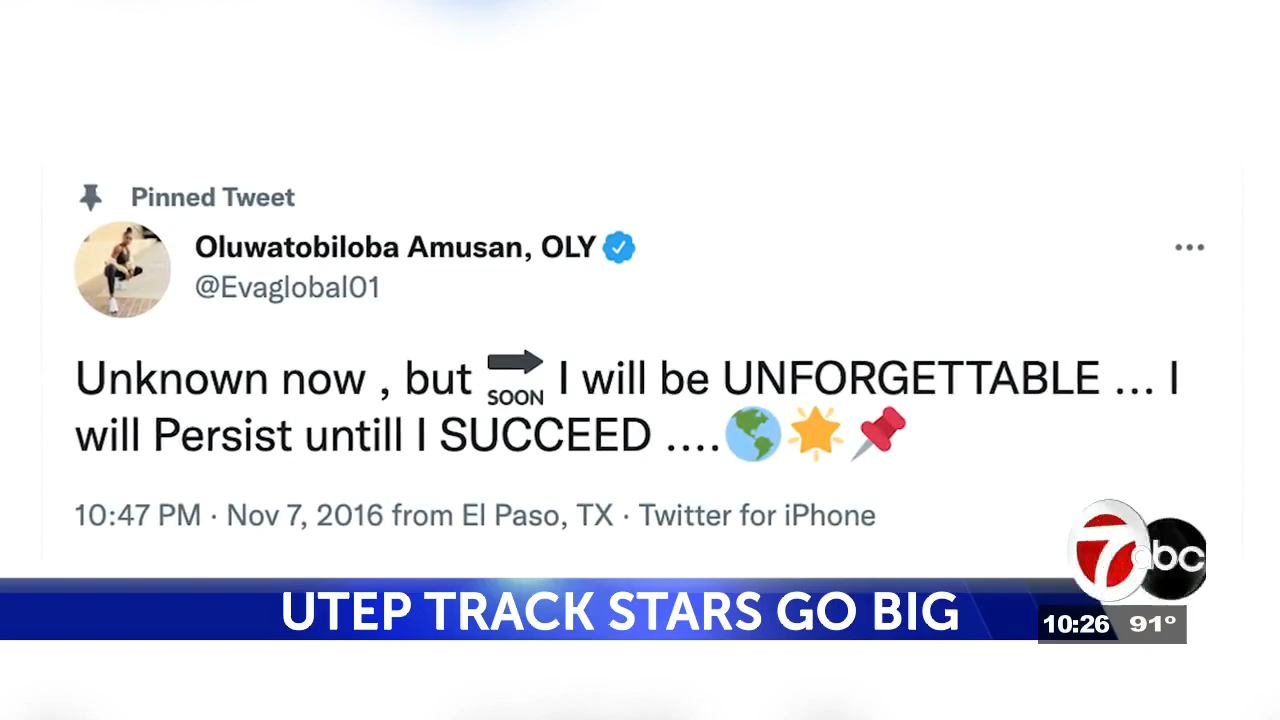 Pinned Tweet
Oluwatobiloba Amusan, OLY
@Evaglobal01
Unknown now , but SOON I will be UNFORGETTABLE ... I
will Persist untill I SUCCEED ....
10:47 PM · Nov 7, 2016 from El Paso, TX · Twitter for iPhone
7 abc
UTEP TRACK STARS GO BIG
10:26 91°